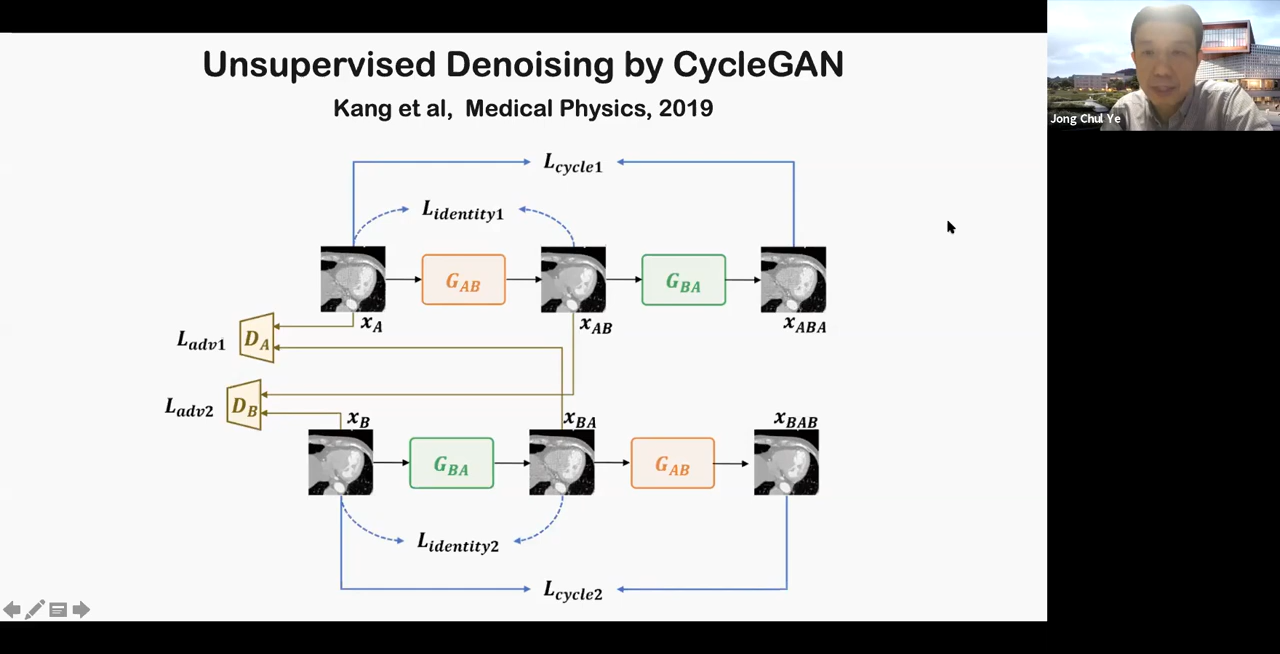 Unsupervised Denoising by CycleGAN
Kang et al, Medical Physics, 2019
Jong Chul Ye
L_cycle1
L_identity1
G_AB
G_BA
x_A
x_AB
x_ABA
L_adv1
D_A
L_adv2
D_B
x_B
x_BA
x_BAB
G_BA
G_AB
L_identity2
L_cycle2